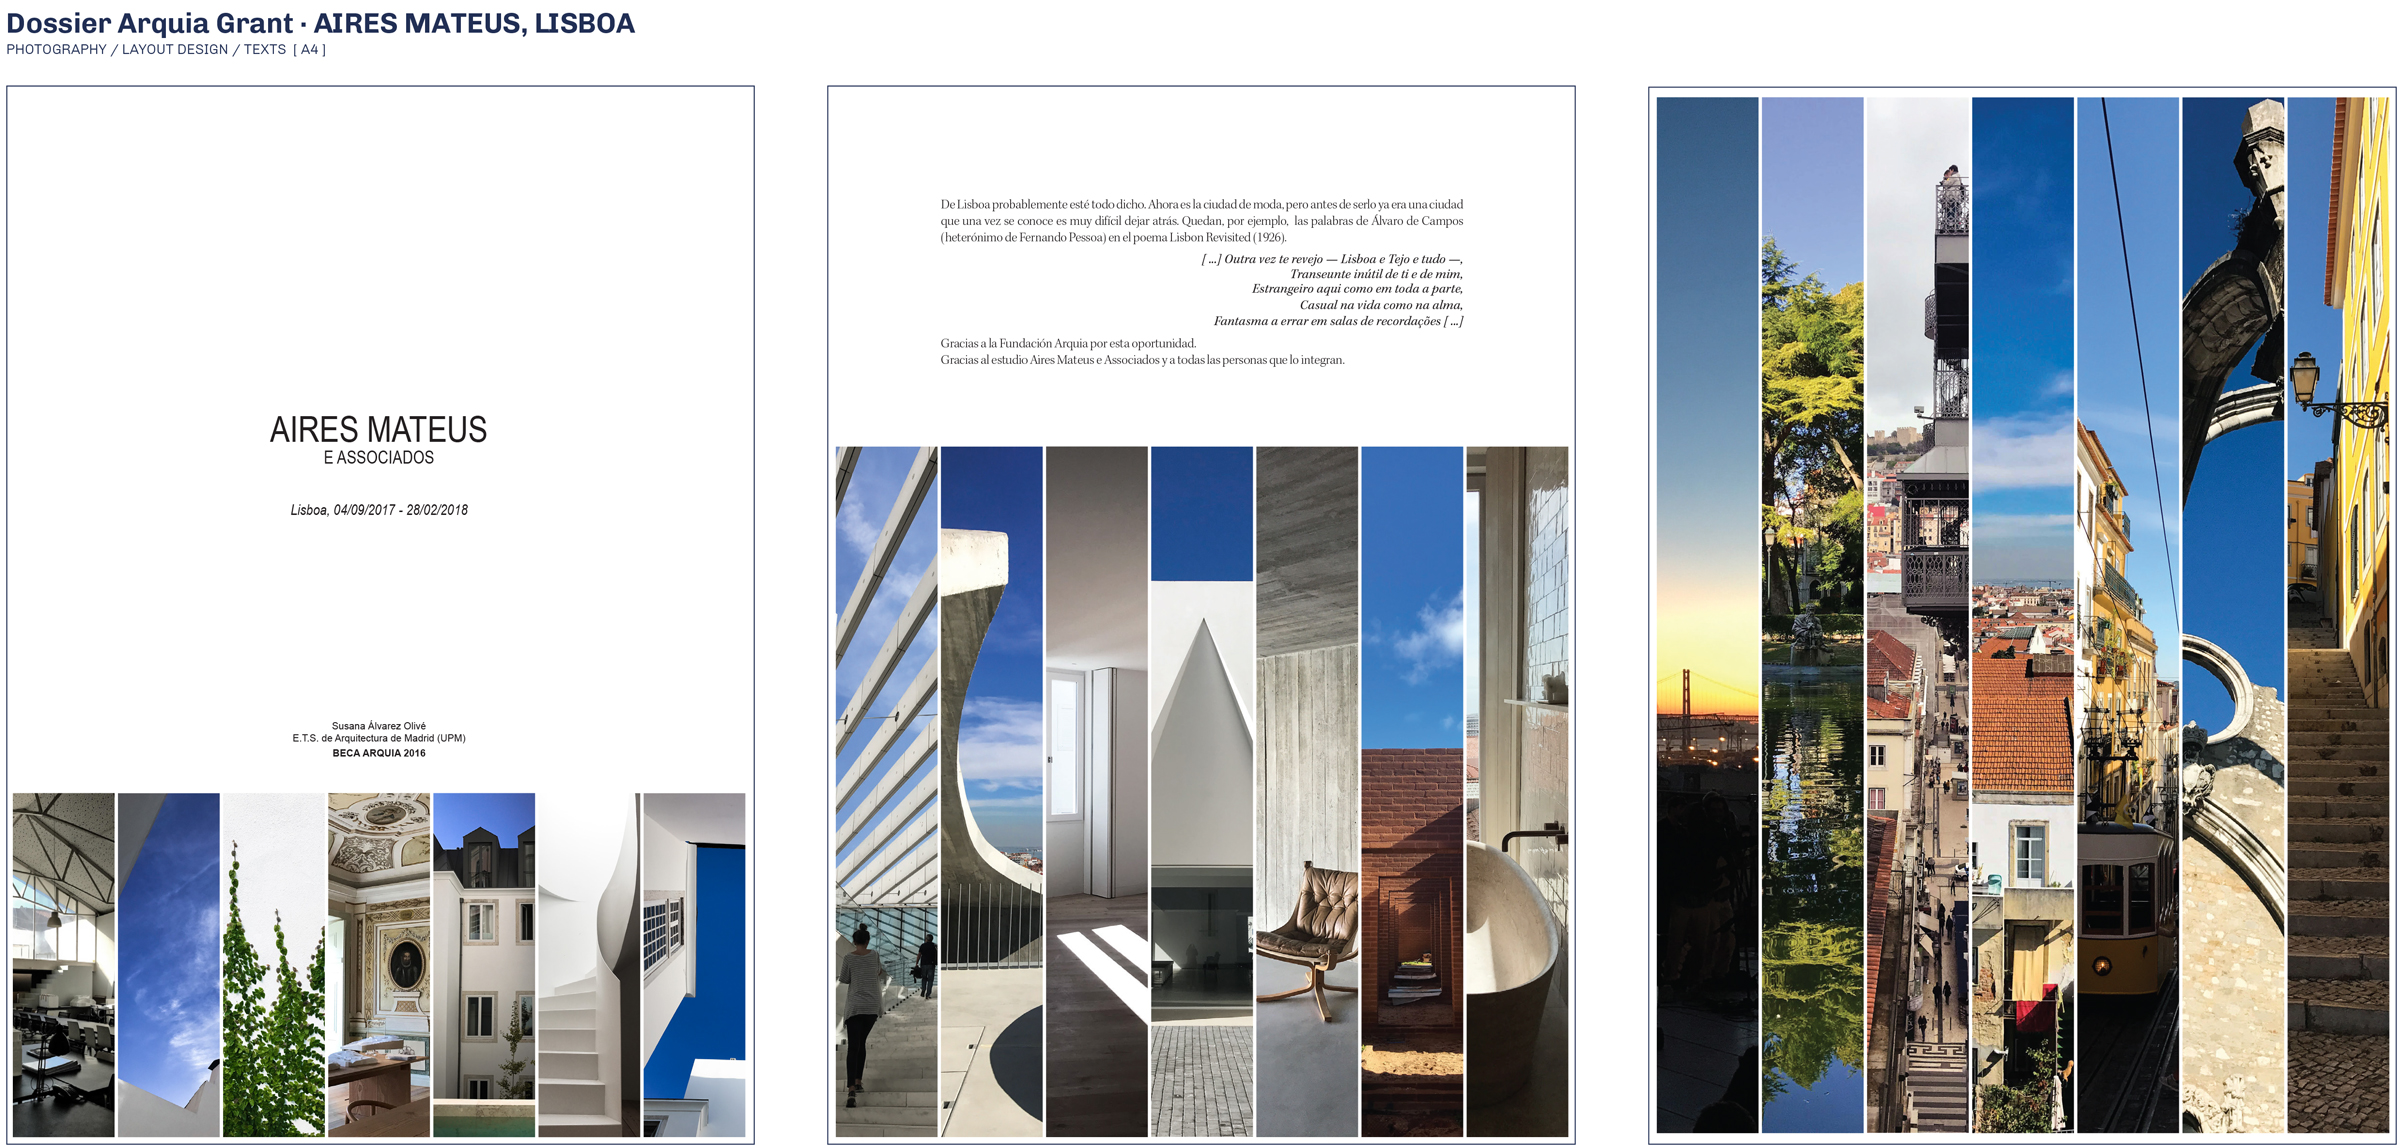 Dossier Arquia Grant · AIRES MATEUS, LISBOA
PHOTOGRAPHY / LAYOUT DESIGN / TEXTS [ A4 ]
AIRES MATEUS
E ASSOCIADOS
Lisboa, 04/09/2017 - 28/02/2018
Susana Álvarez Olivé
E.T.S. de Arquitectura de Madrid (UPM)
BECA ARQUIA 2016
De Lisboa probablemente esté todo dicho. Ahora es la ciudad de moda, pero antes de serlo ya era una ciudad
que una vez se conoce es muy difícil dejar atrás. Quedan, por ejemplo, las palabras de Álvaro de Campos
(heterónimo de Fernando Pessoa) en el poema Lisbon Revisited (1926).
[ ...] Outra vez te revejo — Lisboa e Tejo e tudo —,
Transeunte inútil de ti e de mim,
Estrangeiro aqui como em toda a parte,
Casual na vida como na alma,
Fantasma a errar em salas de recordações [ ...]
Gracias a la Fundación Arquia por esta oportunidad.
Gracias al estudio Aires Mateus e Associados y a todas las personas que lo integran.